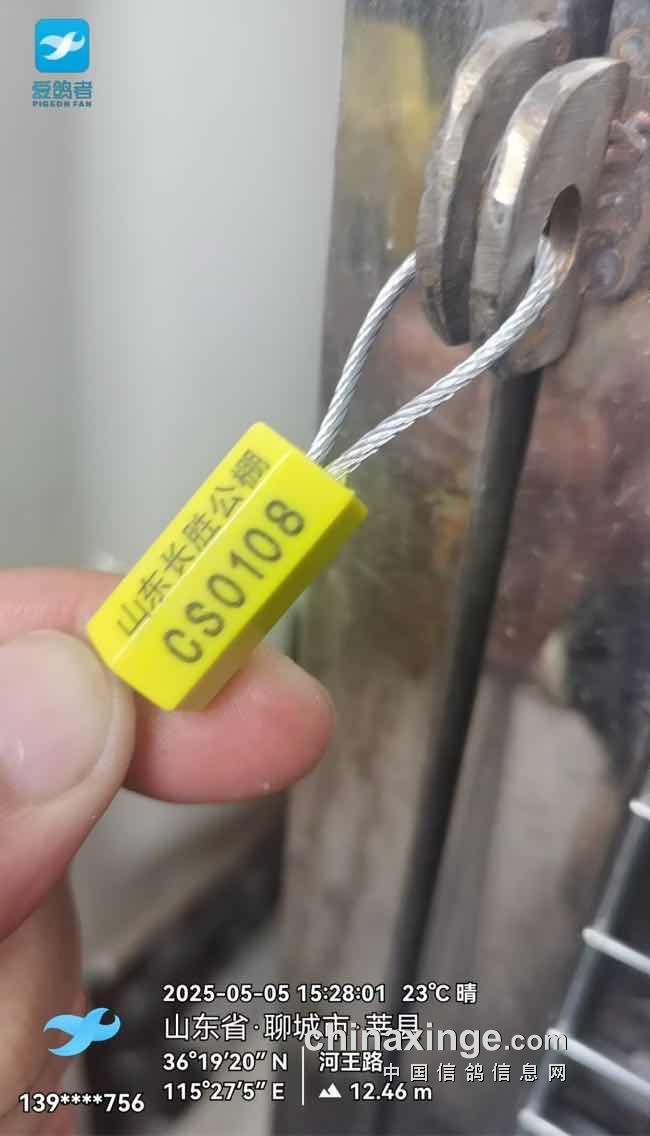 爱鸽者
PIGEON FAN
山东长胜公棚
CS0108
2025-05-05 15:28:01 23℃ 晴
山东省·聊城市·莘县
chinaxinge.com
36°19'20" N
河王路
中国信鸽信息网
115°27'5" E
12.46 m
139****756